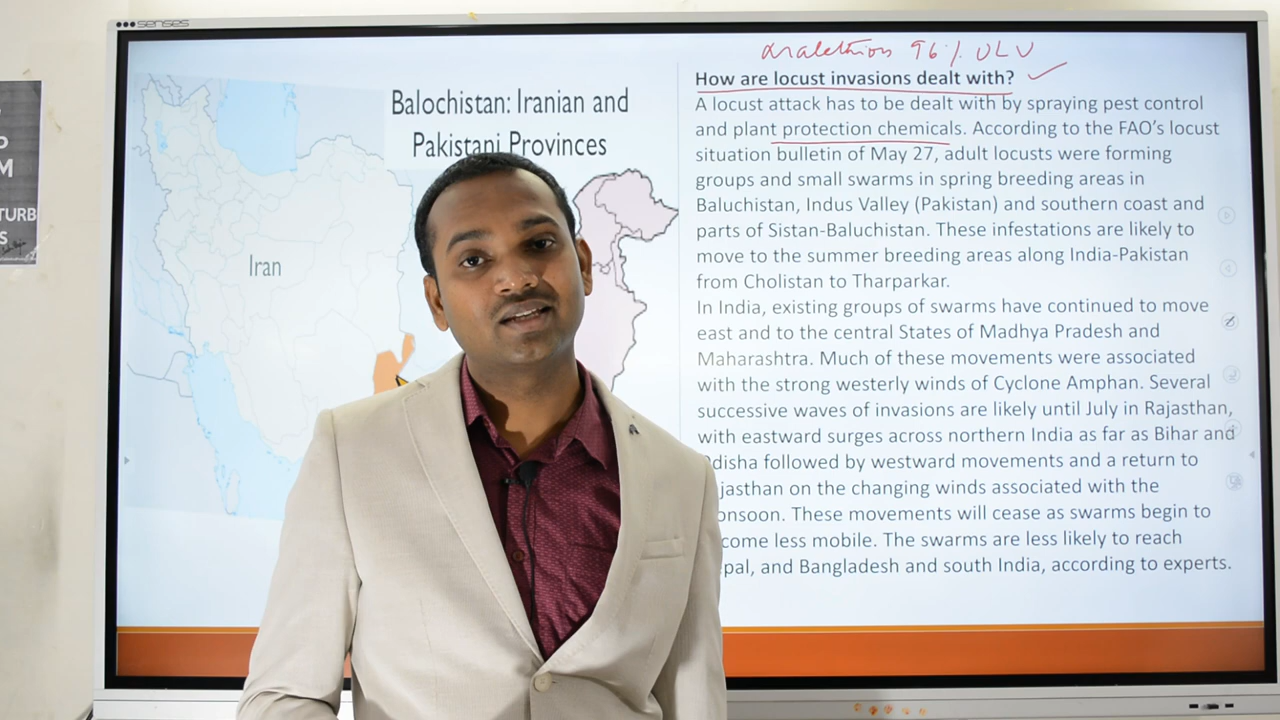 senses
Malathion 96% ULV
Balochistan: Iranian and
Pakistani Provinces
Iran
How are locust invasions dealt with?
A locust attack has to be dealt with by spraying pest control
and plant protection chemicals. According to the FAO's locust
situation bulletin of May 27, adult locusts were forming
groups and small swarms in spring breeding areas in
Baluchistan, Indus Valley (Pakistan) and southern coast and
parts of Sistan-Baluchistan. These infestations are likely to
move to the summer breeding areas along India-Pakistan
from Cholistan to Tharparkar.
In India, existing groups of swarms have continued to move
east and to the central States of Madhya Pradesh and
Maharashtra. Much of these movements were associated
with the strong westerly winds of Cyclone Amphan. Several
successive waves of invasions are likely until July in Rajasthan,
with eastward surges across northern India as far as Bihar and
disha followed by westward movements and a return to
jasthan on the changing winds associated with the
onsoon. These movements will cease as swarms begin to
come less mobile. The swarms are less likely to reach
epal, and Bangladesh and south India, according to experts.
M
TURB
S